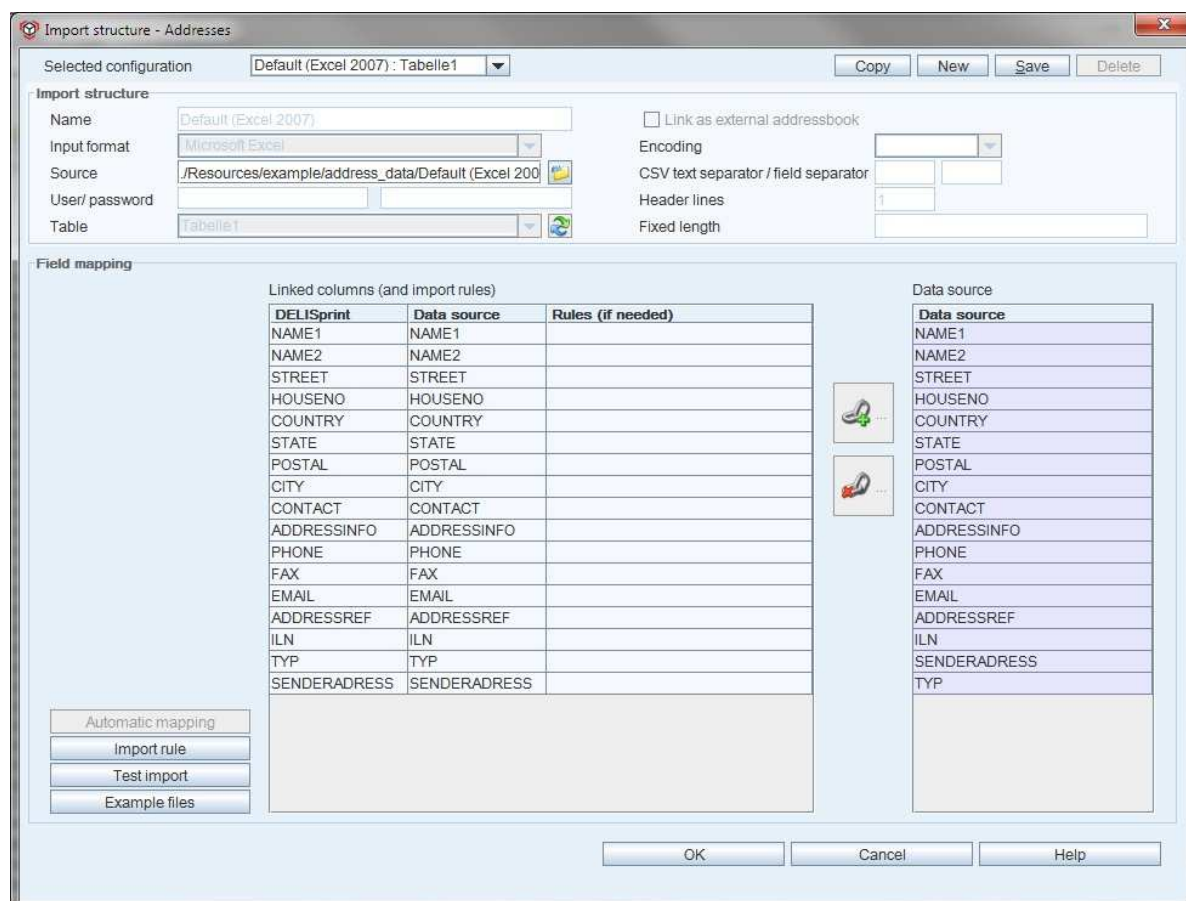 Import structure - Addresses
Selected configuration Default (Excel 2007) : Tabelle1 Copy New Save Delete
Import structure
Name Default (Excel 2007) Link as external addressbook
Input format Microsoft Excel Encoding
Source ./Resources/example/address_data/Default (Excel 200 CSV text separator / field separator
User/ password Header lines 1
Table Tabelle1 Fixed length
Field mapping
Linked columns (and import rules) Data source
DELISprint Data source Rules (if needed) Data source
NAME1 NAME1 NAME1
NAME2 NAME2 NAME2
STREET STREET STREET
HOUSENO HOUSENO HOUSENO
COUNTRY COUNTRY COUNTRY
STATE STATE STATE
POSTAL POSTAL POSTAL
CITY CITY CITY
CONTACT CONTACT CONTACT
ADDRESSINFO ADDRESSINFO ADDRESSINFO
PHONE PHONE PHONE
FAX FAX FAX
EMAIL EMAIL EMAIL
ADDRESSREF ADDRESSREF ADDRESSREF
ILN ILN ILN
TYP TYP SENDERADRESS
SENDERADRESS SENDERADRESS TYP
... 
...
Automatic mapping
Import rule
Test import
Example files
OK Cancel Help